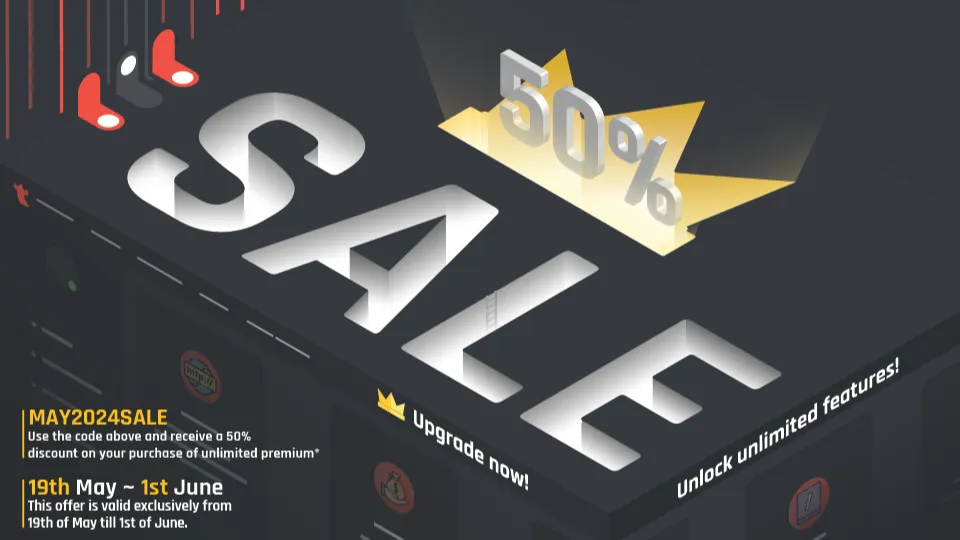 50%
SALE
MAY2024SALE
Use the code above and receive a 50%
discount on your purchase of unlimited premium*
19th May ~ 1st June
This offer is valid exclusively from
19th of May till 1st of June.
Upgrade now!
Unlock unlimited features!
http://